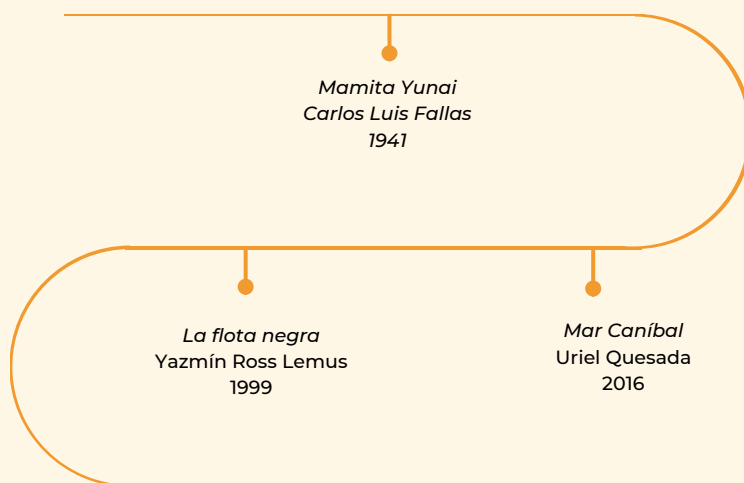 Mamita Yunai
Carlos Luis Fallas
1941
La flota negra
Yazmín Ross Lemus
1999
Mar Caníbal
Uriel Quesada
2016